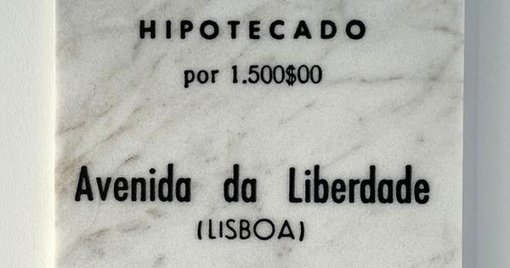 HIPOTECADO
por 1.500$00
Avenida da Liberdade
(LISBOA)